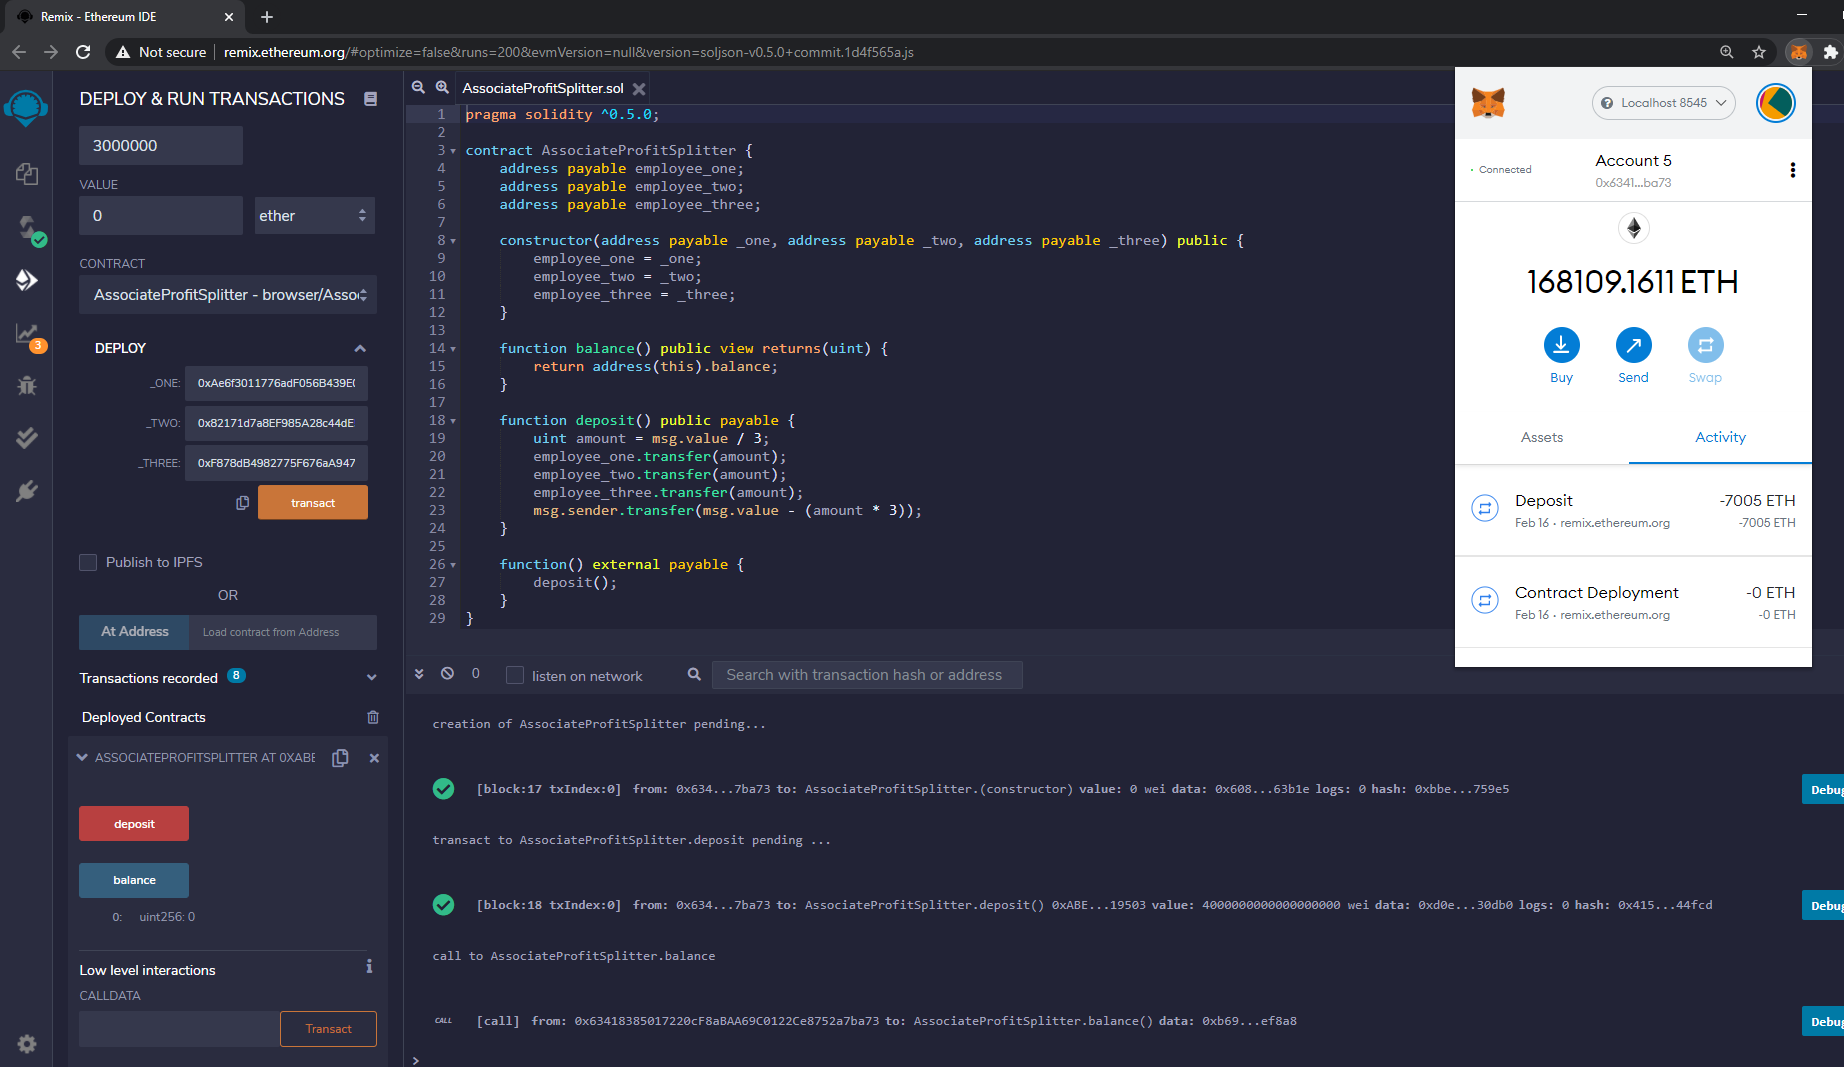 Remix - Ethereum IDE
Not secure
remix.ethereum.org/#optimize=false&runs=200&evmVersion=null&version=soljson-v0.5.0+commit.1d4f565a.js
DEPLOY & RUN TRANSACTIONS
3000000
VALUE
0
ether
CONTRACT
AssociateProfitSplitter - browser/Asso
DEPLOY
_ONE:
0xAe6f3011776adF056B439E0
_TWO:
0x82171d7a8EF985A28c44dE
_THREE:
0xF878dB4982775F676aA947
transact
Publish to IPFS
OR
At Address
Load contract from Address
Transactions recorded 8
Deployed Contracts
ASSOCIATEPROFITSPLITTER AT 0XABE
deposit
balance
0: uint256: 0
Low level interactions
CALLDATA
Transact
3
AssociateProfitSplitter.sol
1 pragma solidity ^0.5.0;
2
3 contract AssociateProfitSplitter {
4 address payable employee_one;
5 address payable employee_two;
6 address payable employee_three;
7
8 constructor(address payable _one, address payable _two, address payable _three) public {
9 employee_one = _one;
10 employee_two = _two;
11 employee_three = _three;
12 }
13
14 function balance() public view returns(uint) {
15 return address(this).balance;
16 }
17
18 function deposit() public payable {
19 uint amount = msg.value / 3;
20 employee_one.transfer(amount);
21 employee_two.transfer(amount);
22 employee_three.transfer(amount);
23 msg.sender.transfer(msg.value - (amount * 3));
24 }
25
26 function() external payable {
27 deposit();
28 }
29 }
0
listen on network
Search with transaction hash or address
creation of AssociateProfitSplitter pending...
[block:17 txIndex:0] from: 0x634...7ba73 to: AssociateProfitSplitter.(constructor) value: 0 wei data: 0x608...63b1e logs: 0 hash: 0xbbe...759e5
Debug
transact to AssociateProfitSplitter.deposit pending ...
[block:18 txIndex:0] from: 0x634...7ba73 to: AssociateProfitSplitter.deposit() 0xABE...19503 value: 4000000000000000000 wei data: 0xd0e...30db0 logs: 0 hash: 0x415...44fcd
Debug
call to AssociateProfitSplitter.balance
CALL [call] from: 0x63418385017220cF8aBAA69C0122Ce8752a7ba73 to: AssociateProfitSplitter.balance() data: 0xb69...ef8a8
Debug
>
Localhost 8545
Connected
Account 5
0x6341...ba73
168109.1611 ETH
Buy
Send
Swap
Assets
Activity
Deposit
-7005 ETH
Feb 16 · remix.ethereum.org
-7005 ETH
Contract Deployment
-0 ETH
Feb 16 · remix.ethereum.org
-0 ETH